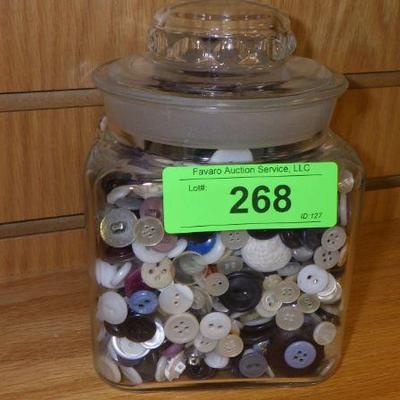 Favaro Auction Service, LLC
Lot#:
268
ID:127